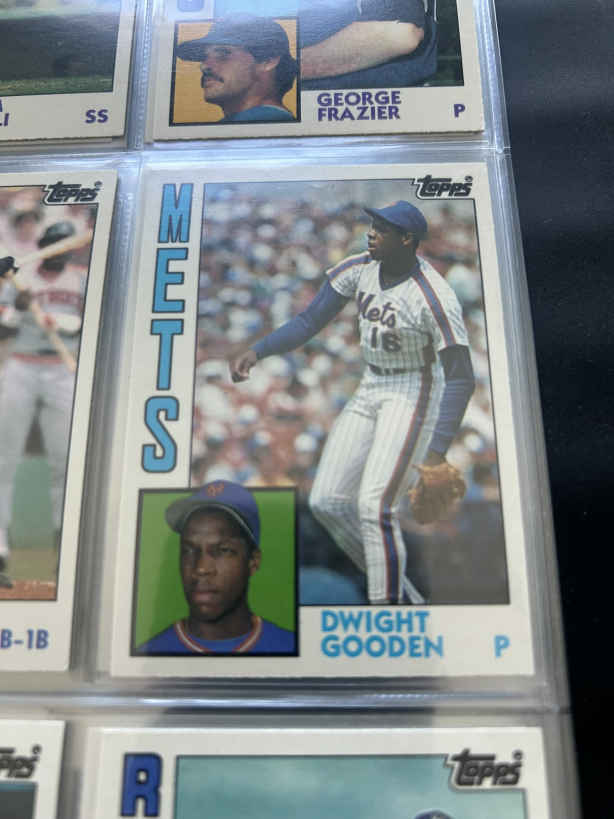 SS
GEORGE
FRAZIER P
topps
topps
METS
Mets
16
B-1B
DWIGHT
GOODEN P
topps
topps
R